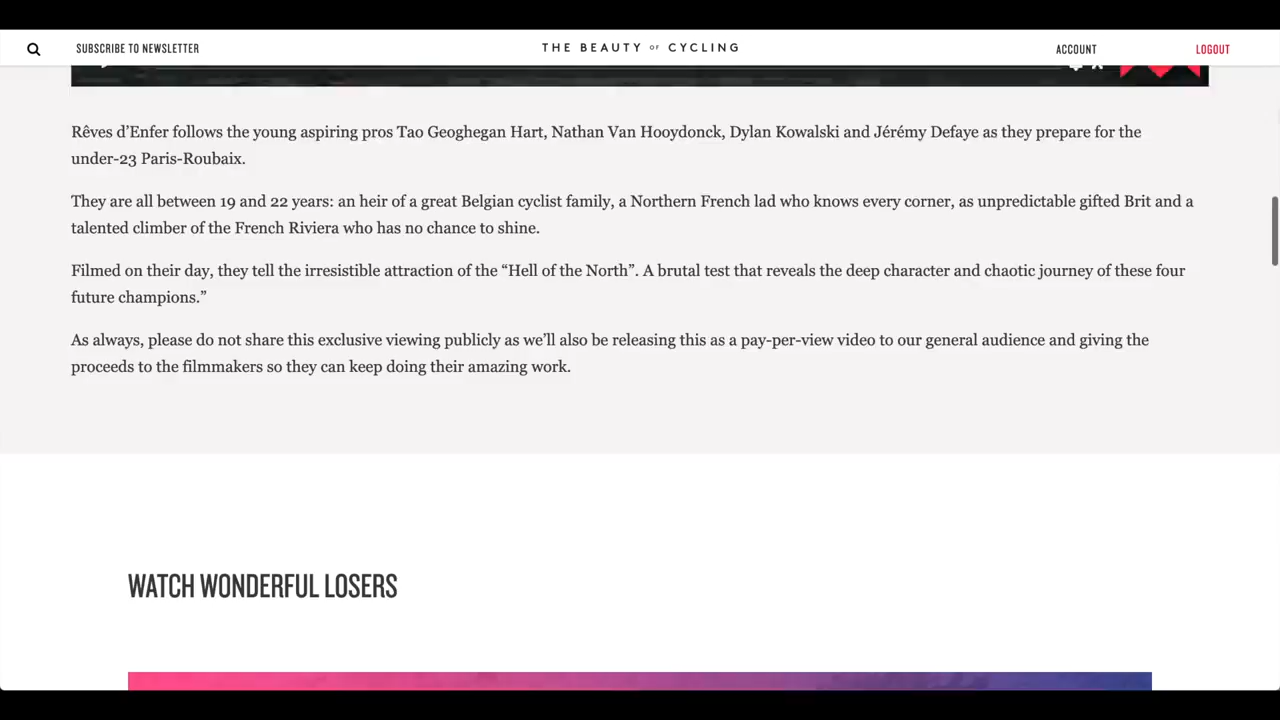 SUBSCRIBE TO NEWSLETTER
THE BEAUTY OF CYCLING
ACCOUNT
LOGOUT
Rêves d’Enfer follows the young aspiring pros Tao Geoghegan Hart, Nathan Van Hooydonck, Dylan Kowalski and Jérémy Defaye as they prepare for the
under-23 Paris-Roubaix.
They are all between 19 and 22 years: an heir of a great Belgian cyclist family, a Northern French lad who knows every corner, as unpredictable gifted Brit and a
talented climber of the French Riviera who has no chance to shine.
Filmed on their day, they tell the irresistible attraction of the “Hell of the North”. A brutal test that reveals the deep character and chaotic journey of these four
future champions.”
As always, please do not share this exclusive viewing publicly as we’ll also be releasing this as a pay-per-view video to our general audience and giving the
proceeds to the filmmakers so they can keep doing their amazing work.
WATCH WONDERFUL LOSERS